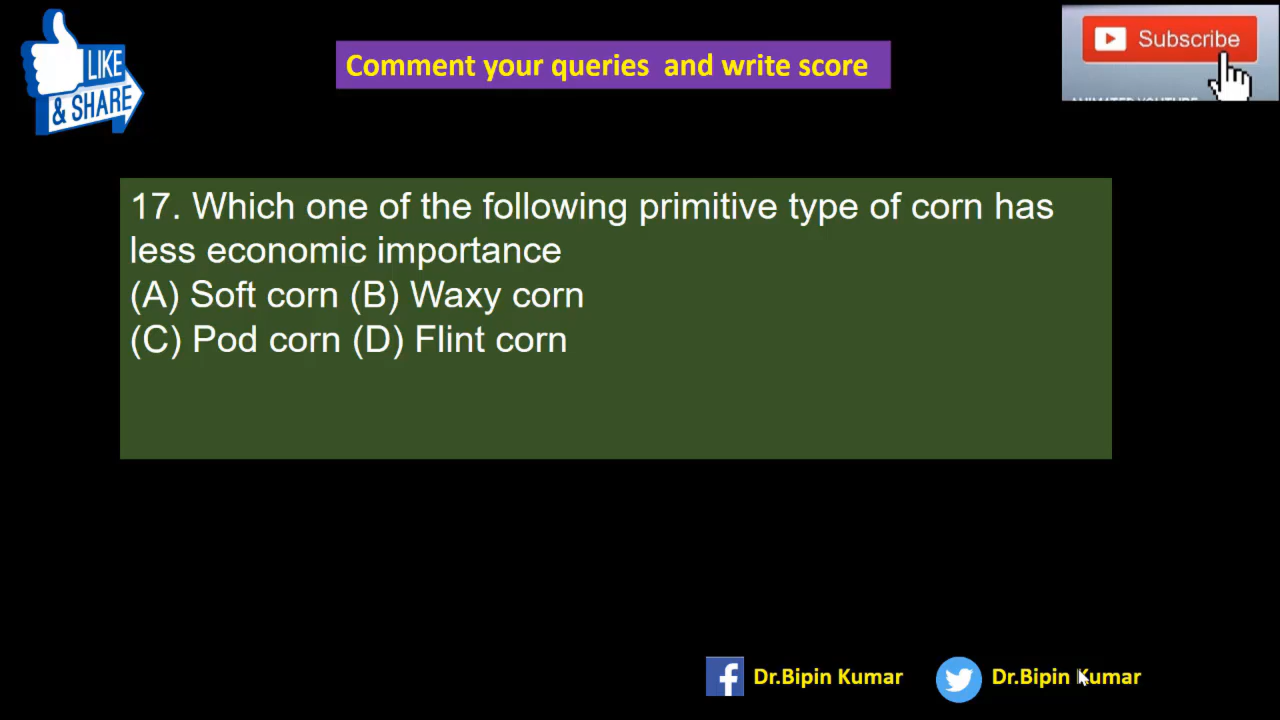 LIKE
& SHARE
Comment your queries and write score
Subscribe
17. Which one of the following primitive type of corn has
less economic importance
(A) Soft corn (B) Waxy corn
(C) Pod corn (D) Flint corn
Dr.Bipin Kumar
Dr.Bipin Kumar